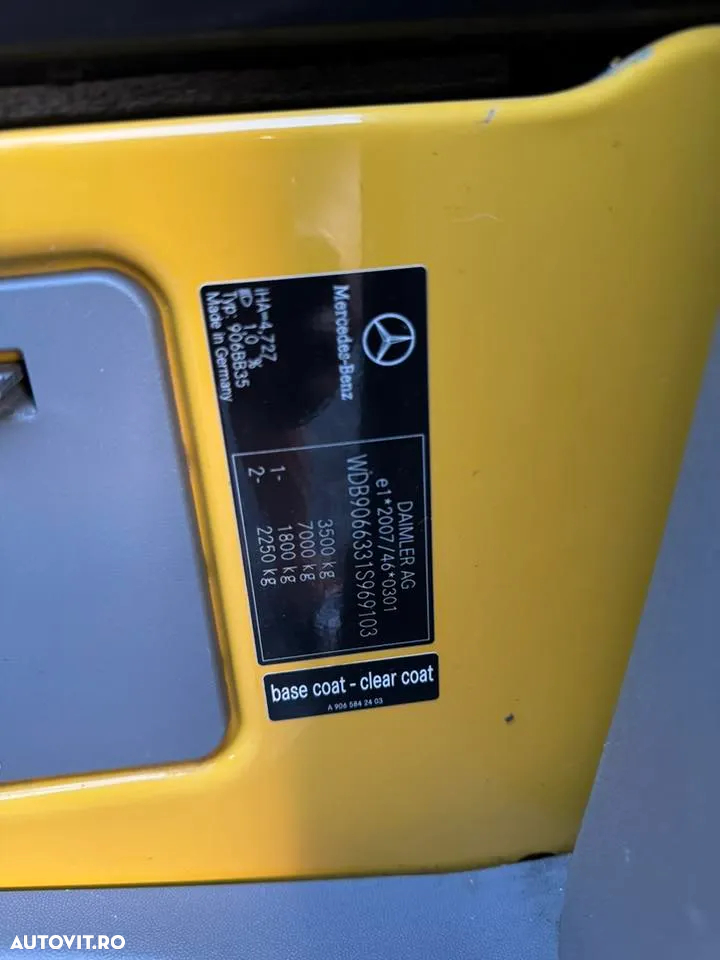 Mercedes-Benz
IHA=4,72Z
1,0 %
Typ: 906BB35
Made in Germany
DAIMLER AG
e1*2007/46*0301
WDB9066331S969103
3500 kg
7000 kg
1- 1800 kg
2- 2250 kg
base coat - clear coat
A 906 584 24 03
AUTOVIT.RO